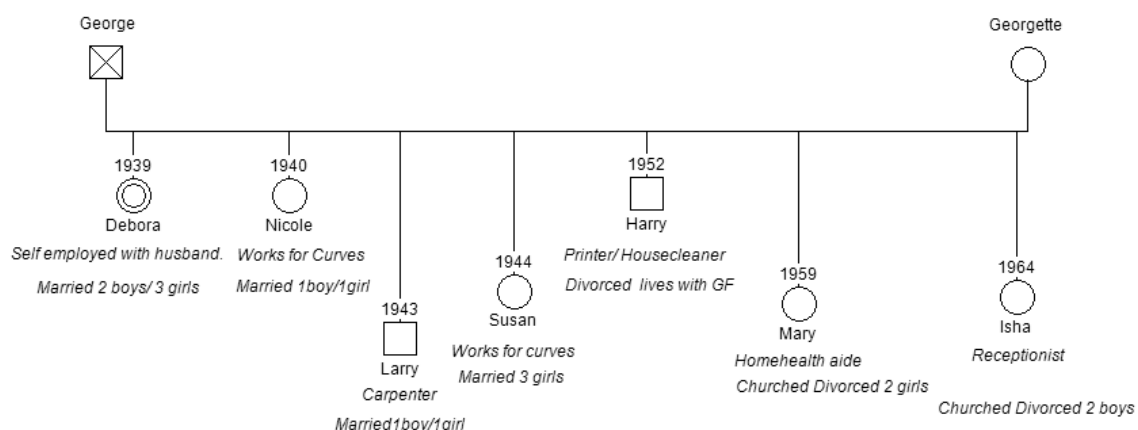 George
Georgette
1939
Debora
Self employed with husband.
Married 2 boys/ 3 girls
1940
Nicole
Works for Curves
Married 1boy/1girl
1943
Larry
Carpenter
Married1boy/1girl
1944
Susan
Works for curves
Married 3 girls
1952
Harry
Printer/ Housecleaner
Divorced lives with GF
1959
Mary
Homehealth aide
Churched Divorced 2 girls
1964
Isha
Receptionist
Churched Divorced 2 boys